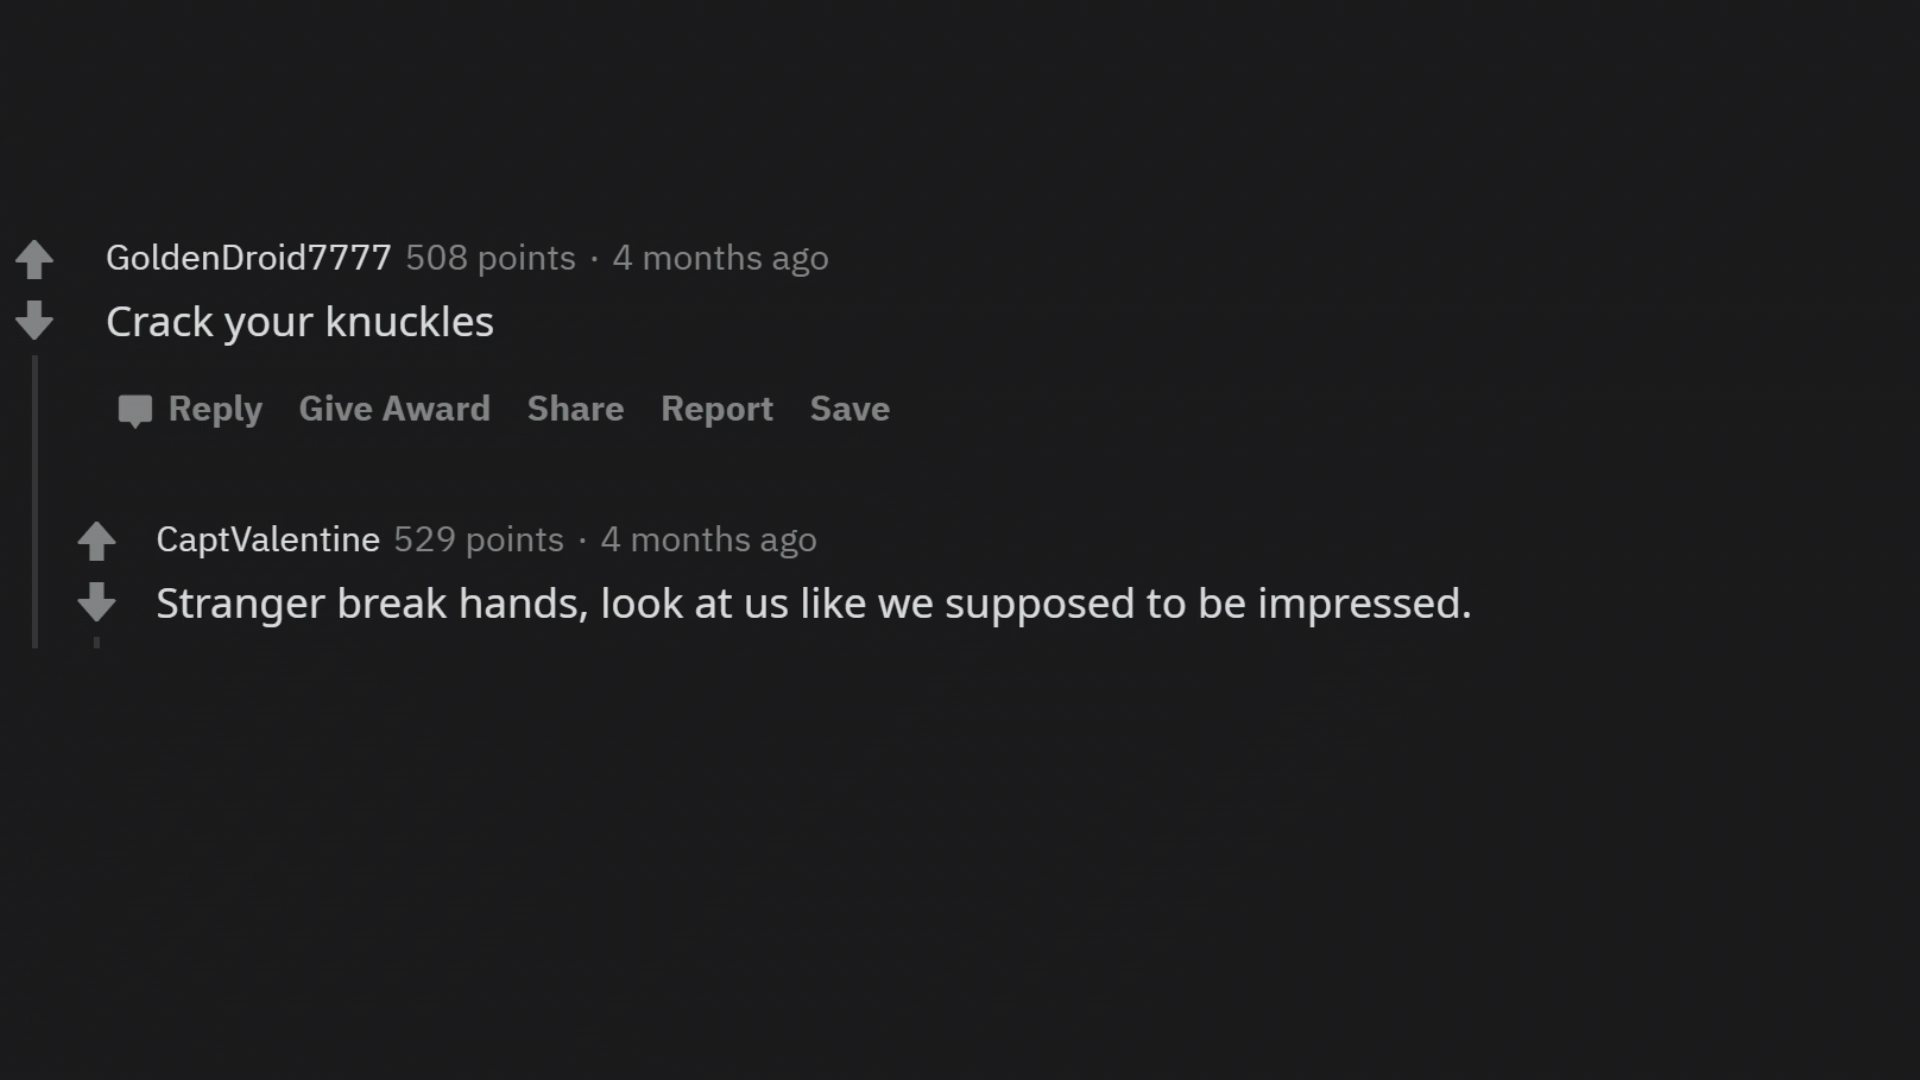 GoldenDroid7777 508 points · 4 months ago
Crack your knuckles
Reply Give Award Share Report Save
CaptValentine 529 points · 4 months ago
Stranger break hands, look at us like we supposed to be impressed.